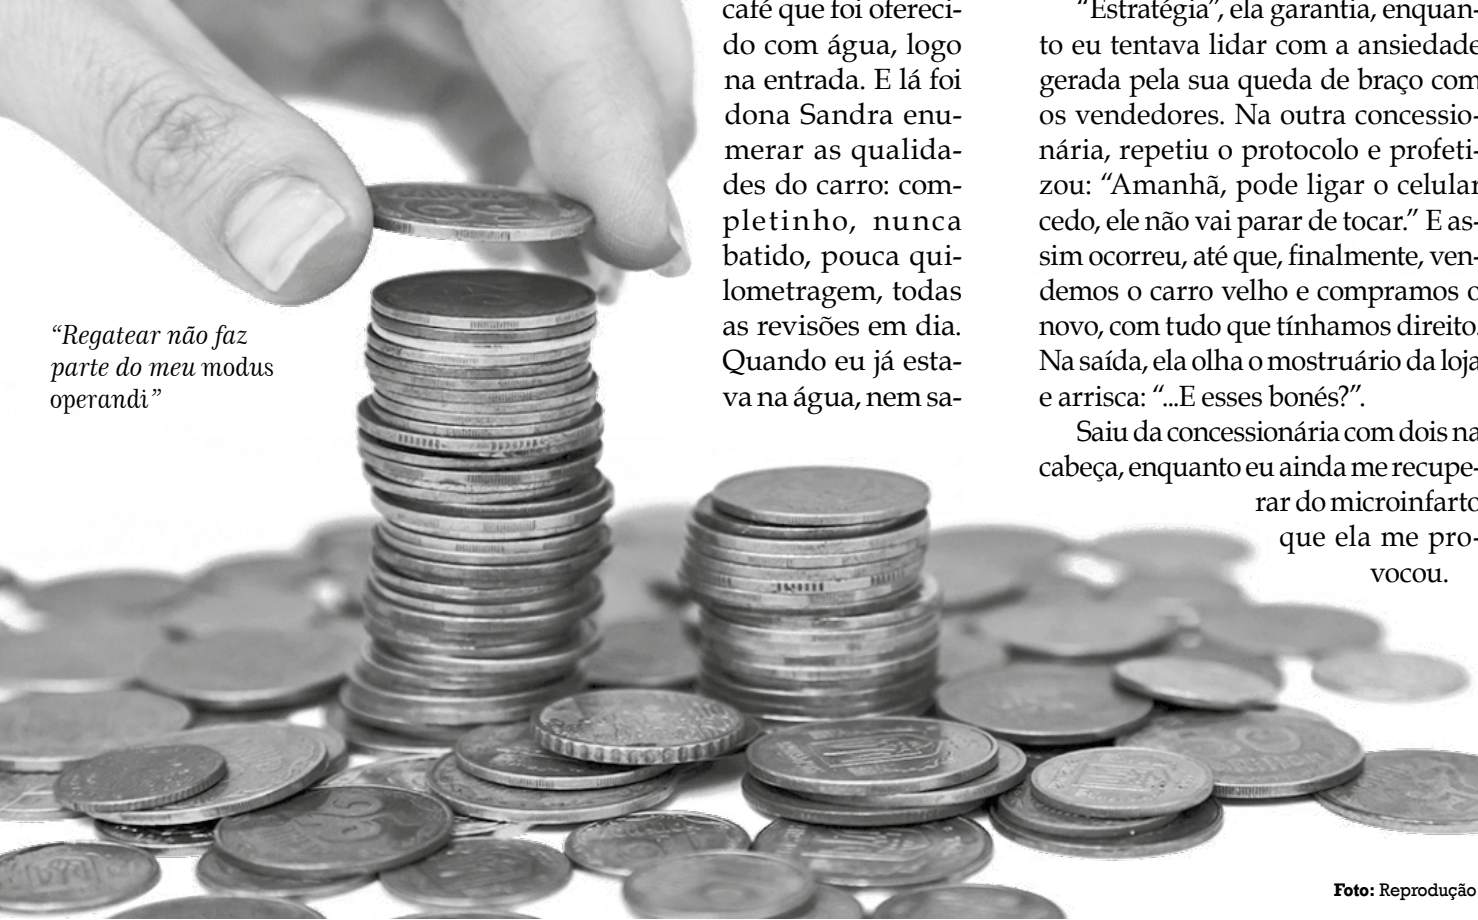 “Regatear não faz
parte do meu modus
operandi”
café que foi ofereci-
do com água, logo
na entrada. E lá foi
dona Sandra enu-
merar as qualida-
des do carro: com-
pletinho, nunca
batido, pouca qui-
lometragem, todas
as revisões em dia.
Quando eu já esta-
va na água, nem sa-
“Estratégia”, ela garantia, enquan-
to eu tentava lidar com a ansiedade
gerada pela sua queda de braço com
os vendedores. Na outra concessio-
nária, repetiu o protocolo e profeti-
zou: “Amanhã, pode ligar o celular
cedo, ele não vai parar de tocar.” E as-
sim ocorreu, até que, finalmente, ven-
demos o carro velho e compramos o
novo, com tudo que tínhamos direito.
Na saída, ela olha o mostruário da loja
e arrisca: “...E esses bonés?”.
Saiu da concessionária com dois na
cabeça, enquanto eu ainda me recupe-
rar do microinfarto
que ela me pro-
vocou.
Foto: Reprodução